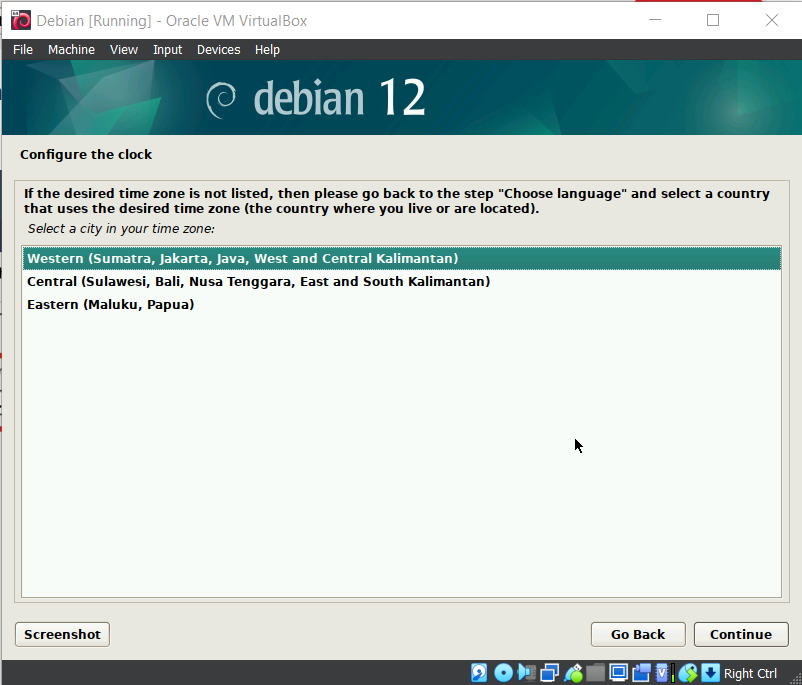 Debian [Running] - Oracle VM VirtualBox
File Machine View Input Devices Help
debian 12
Configure the clock
If the desired time zone is not listed, then please go back to the step "Choose language" and select a country
that uses the desired time zone (the country where you live or are located).
Select a city in your time zone:
Western (Sumatra, Jakarta, Java, West and Central Kalimantan)
Central (Sulawesi, Bali, Nusa Tenggara, East and South Kalimantan)
Eastern (Maluku, Papua)
Screenshot Go Back Continue
Right Ctrl